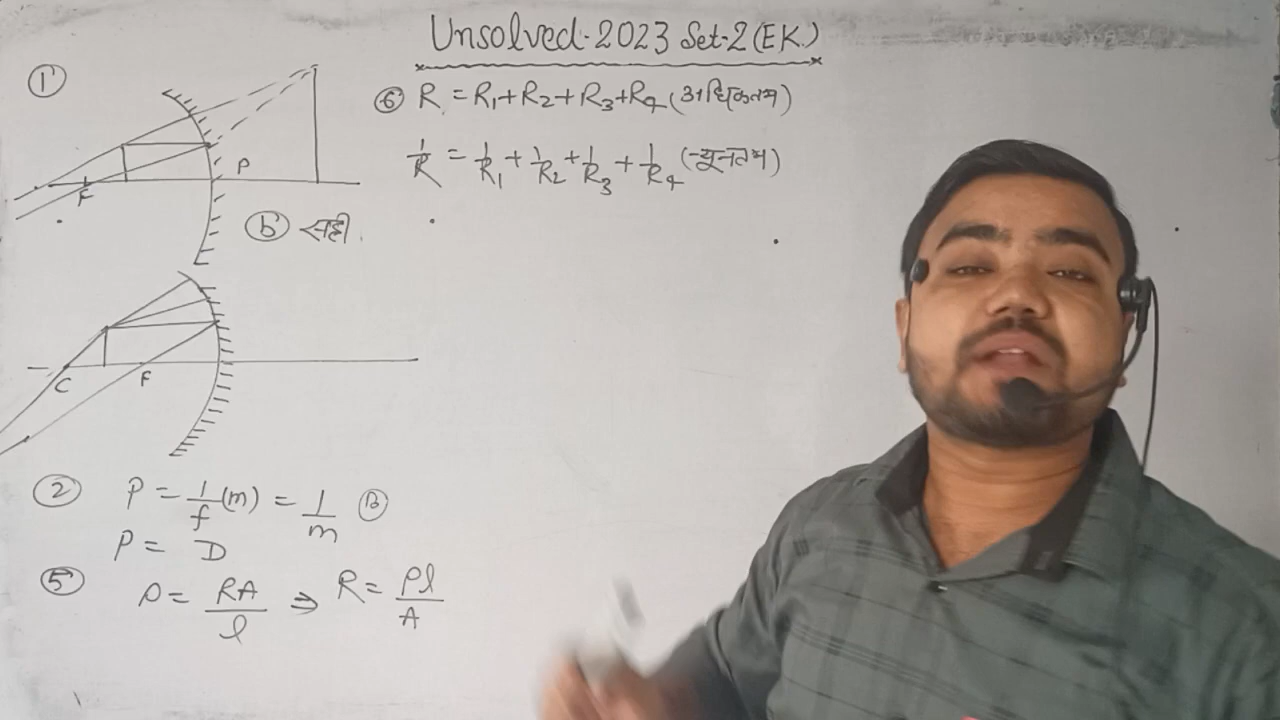 Unsolved-2023 Set-2 (EK.)
①
F
P
ⓑ सही.
C
F
② P = 1/f (m) = 1/m Ⓑ
P = D
⑤ ρ = RA/l ⇒ R = ρl/A
⑥ R = R₁+R₂+R₃+R₄ (अधिकतम)
1/R = 1/R₁ + 1/R₂ + 1/R₃ + 1/R₄ (न्यूनतम)